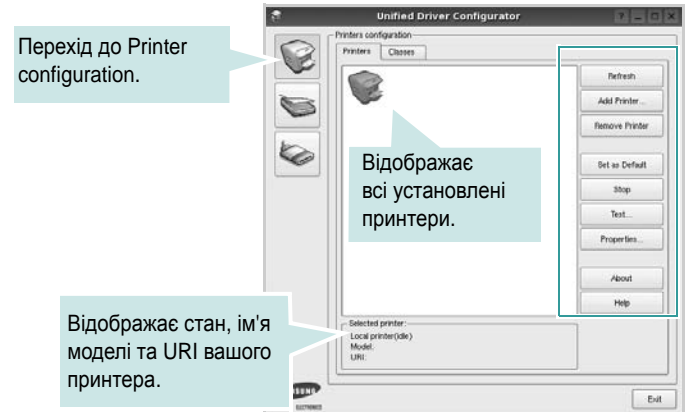 Unified Driver Configurator
Перехід до Printer
configuration.
Printers configuration
Printers
Classes
Refresh
Add Printer...
Remove Printer
Set as Default
Stop
Test...
Properties...
About
Help
Відображає
всі установлені
принтери.
Відображає стан, ім'я
моделі та URI вашого
принтера.
Selected printer:
Local printer(idle)
Model:
URI:
ELECTRONICS
Exit